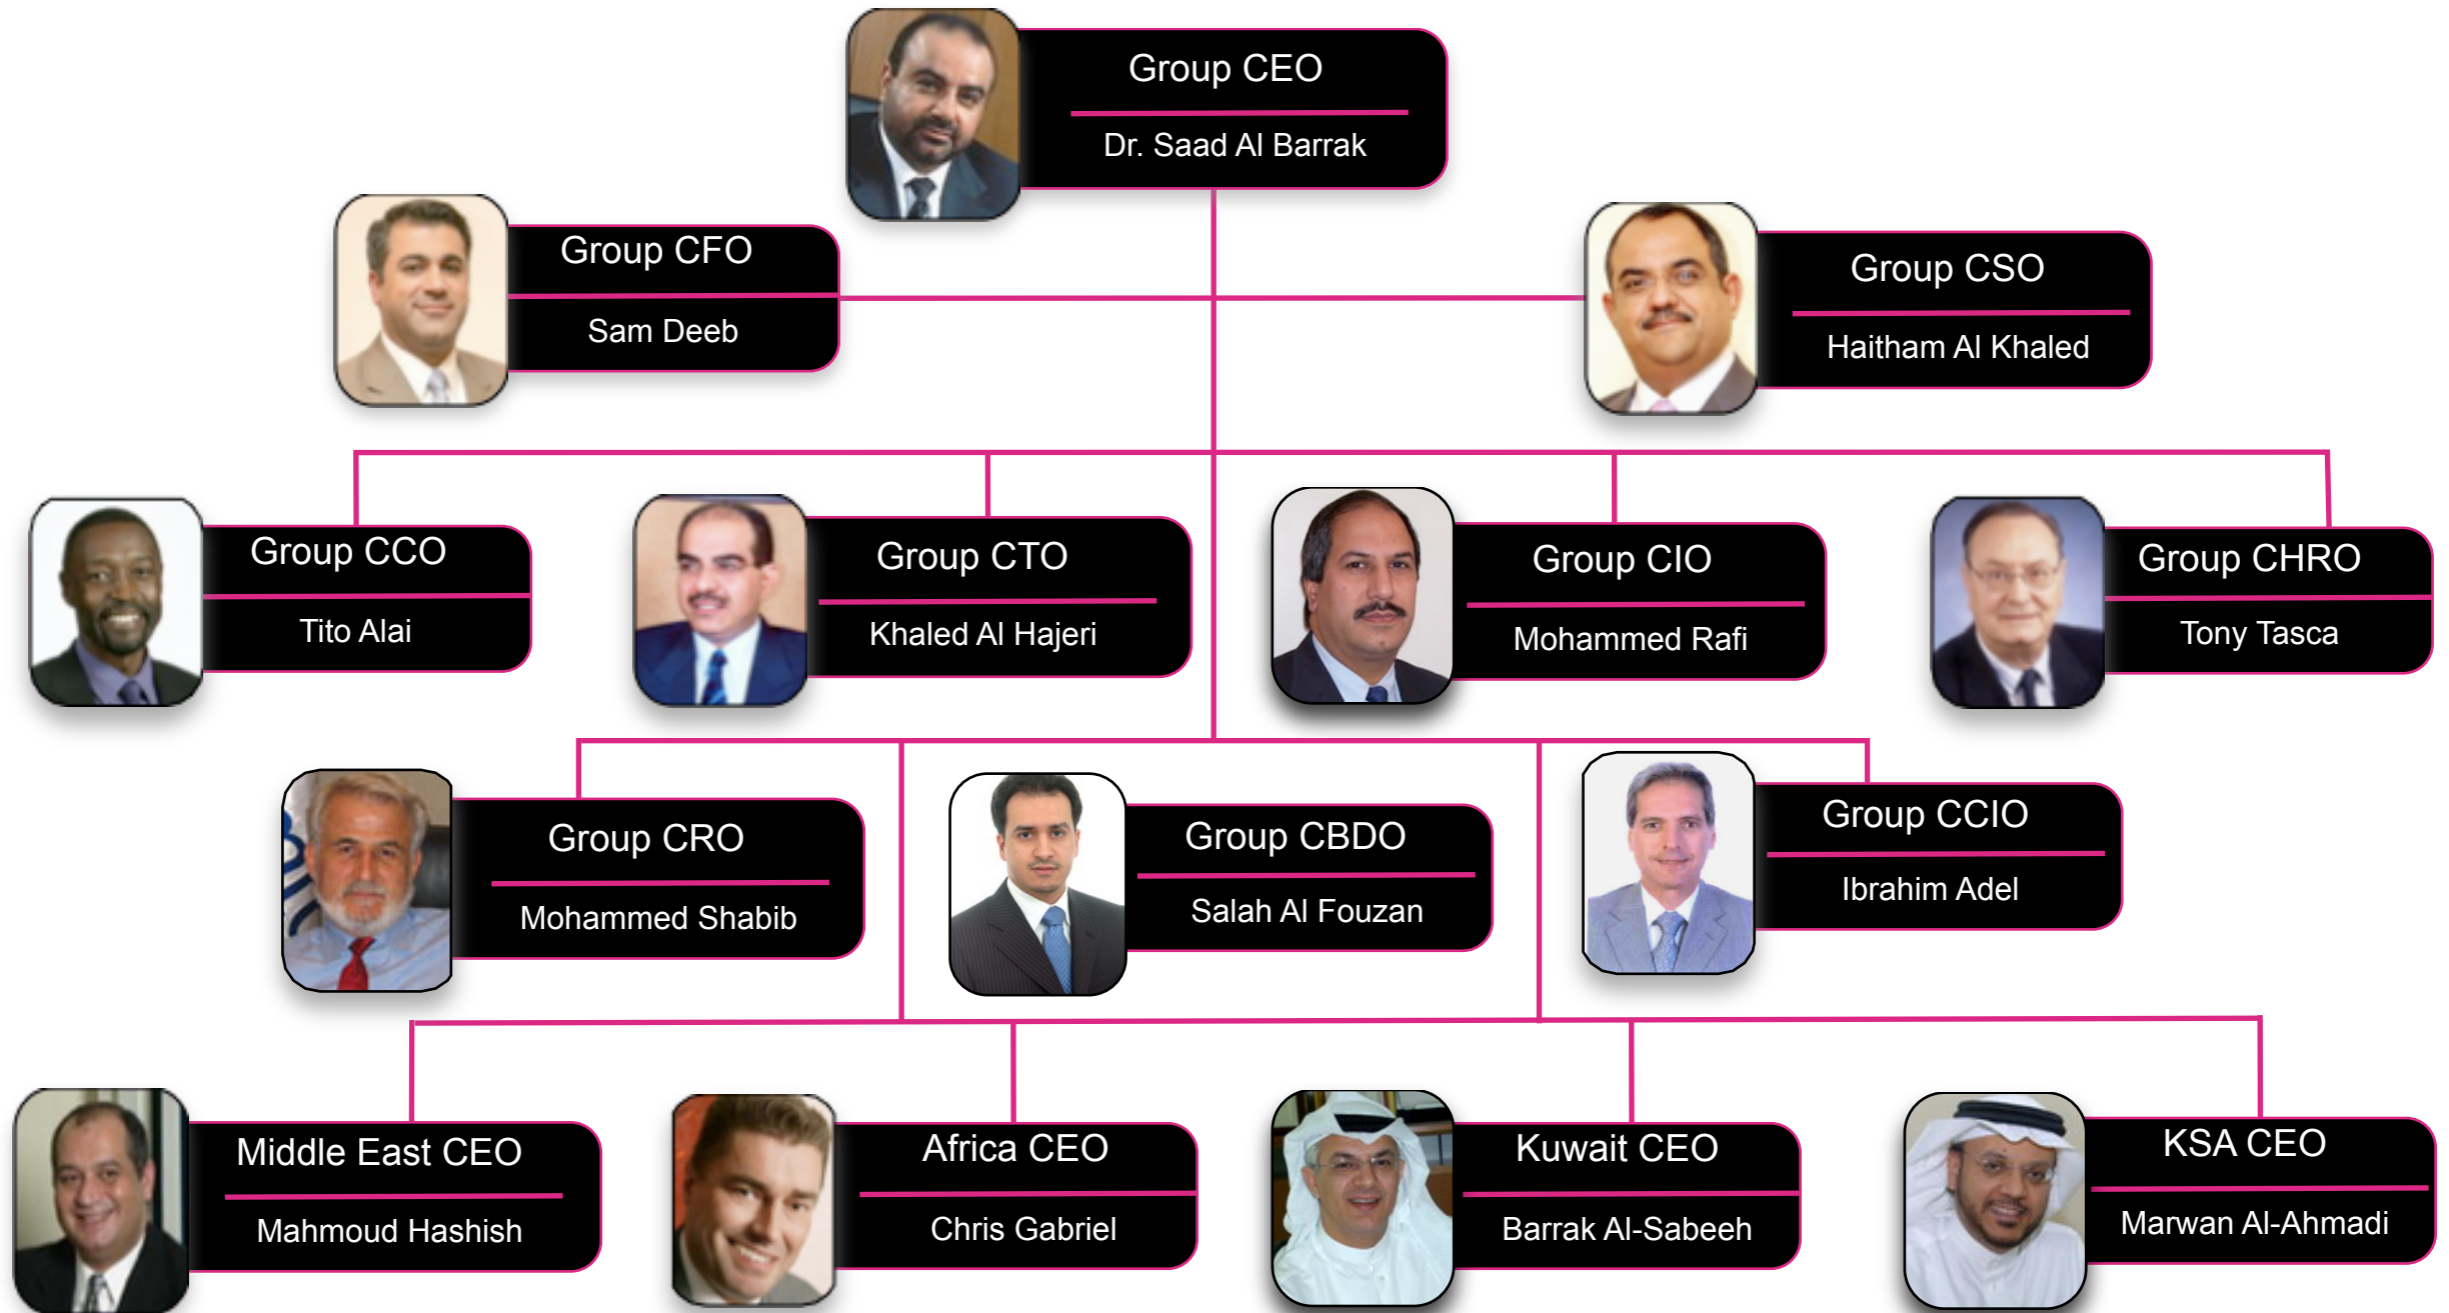 Group CEO
Dr. Saad Al Barrak
Group CFO
Sam Deeb
Group CSO
Haitham Al Khaled
Group CCO
Tito Alai
Group CTO
Khaled Al Hajeri
Group CIO
Mohammed Rafi
Group CHRO
Tony Tasca
Group CRO
Mohammed Shabib
Group CBDO
Salah Al Fouzan
Group CCIO
Ibrahim Adel
Middle East CEO
Mahmoud Hashish
Africa CEO
Chris Gabriel
Kuwait CEO
Barrak Al-Sabeeh
KSA CEO
Marwan Al-Ahmadi